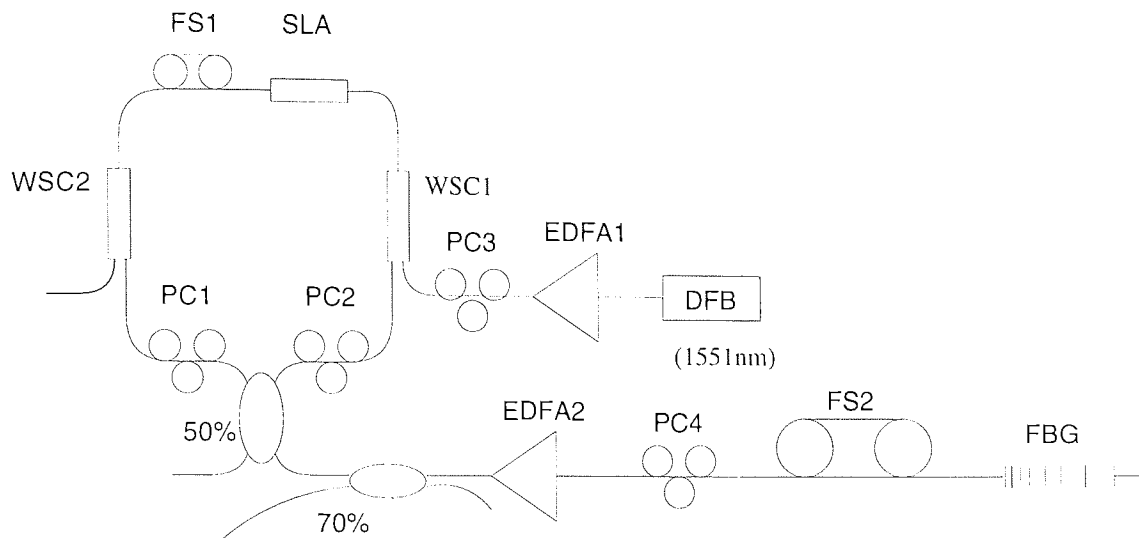 FS1
SLA
WSC2
WSC1
PC3
EDFA1
PC1
PC2
DFB
(1551nm)
50%
EDFA2
PC4
FS2
FBG
70%